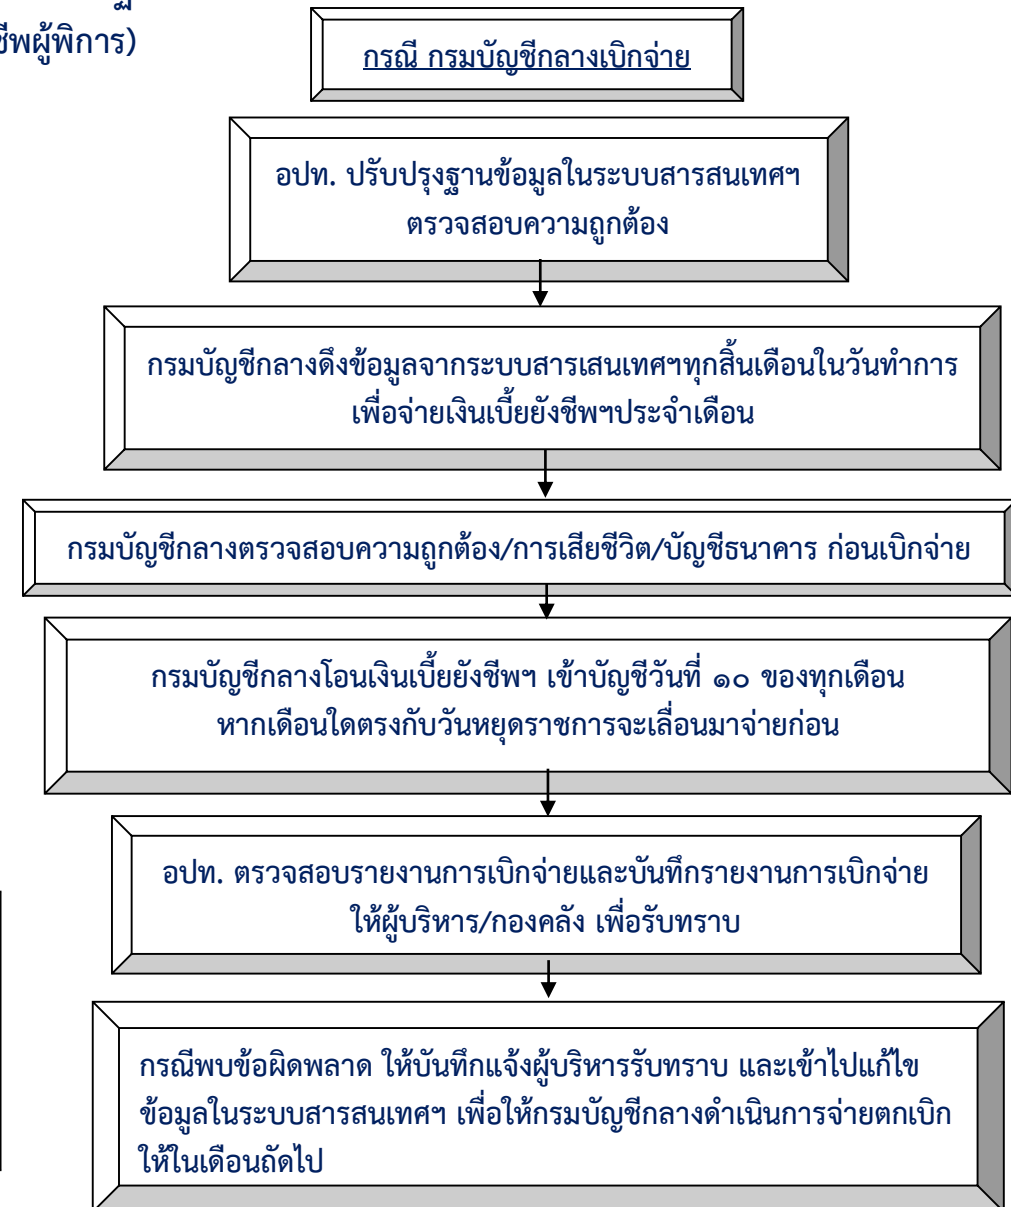 ชีพผู้พิการ)
กรณี กรมบัญชีกลางเบิกจ่าย
อปท. ปรับปรุงฐานข้อมูลในระบบสารสนเทศฯ
ตรวจสอบความถูกต้อง
กรมบัญชีกลางดึงข้อมูลจากระบบสารเสนเทศฯทุกสิ้นเดือนในวันทำการ
เพื่อจ่ายเงินเบี้ยยังชีพฯประจำเดือน
กรมบัญชีกลางตรวจสอบความถูกต้อง/การเสียชีวิต/บัญชีธนาคาร ก่อนเบิกจ่าย
กรมบัญชีกลางโอนเงินเบี้ยยังชีพฯ เข้าบัญชีวันที่ ๑๐ ของทุกเดือน
หากเดือนใดตรงกับวันหยุดราชการจะเลื่อนมาจ่ายก่อน
อปท. ตรวจสอบรายงานการเบิกจ่ายและบันทึกรายงานการเบิกจ่าย
ให้ผู้บริหาร/กองคลัง เพื่อรับทราบ
กรณีพบข้อผิดพลาด ให้บันทึกแจ้งผู้บริหารรับทราบ และเข้าไปแก้ไข
ข้อมูลในระบบสารสนเทศฯ เพื่อให้กรมบัญชีกลางดำเนินการจ่ายตกเบิก
ให้ในเดือนถัดไป